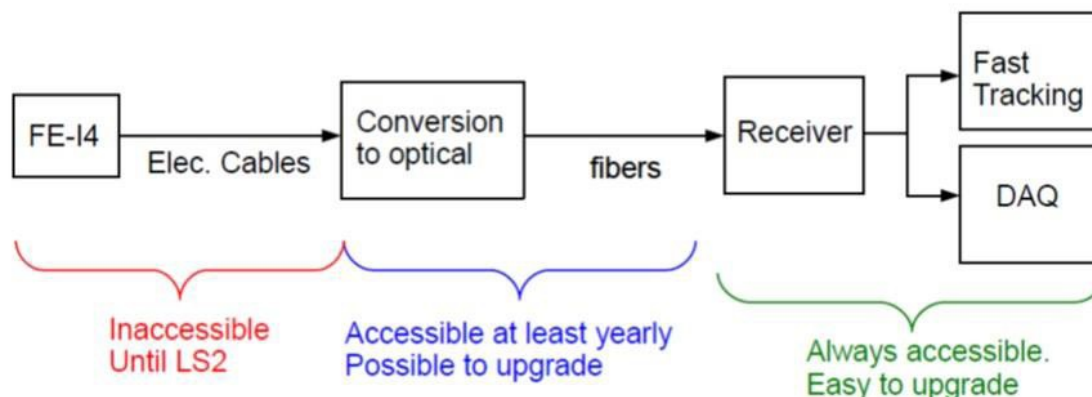 FE-I4
Elec. Cables
Conversion
to optical
fibers
Receiver
Fast
Tracking
DAQ
Inaccessible
Until LS2
Accessible at least yearly
Possible to upgrade
Always accessible.
Easy to upgrade